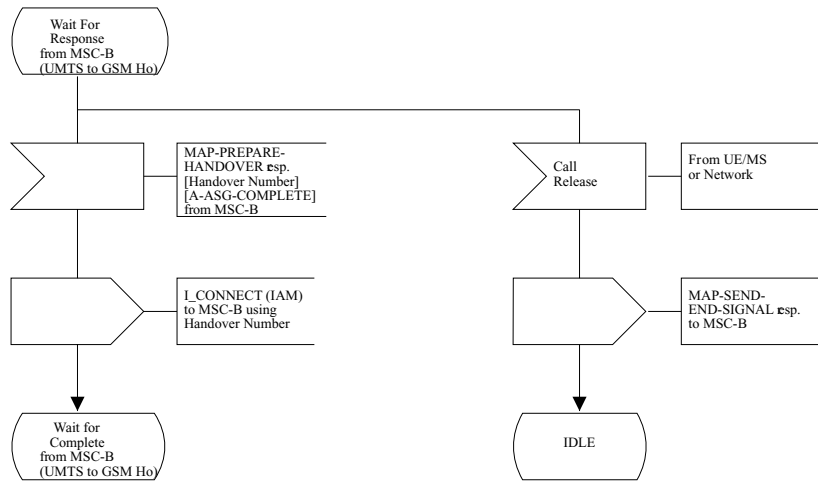 Wait For
Response
from MSC-B
(UMTS to GSM Ho)
MAP-PREPARE-
HANDOVER resp.
[Handover Number]
[A-ASG-COMPLETE]
from MSC-B
Call
Release
From UE/MS
or Network
I_CONNECT (IAM)
to MSC-B using
Handover Number
MAP-SEND-
END-SIGNAL resp.
to MSC-B
Wait for
Complete
from MSC-B
(UMTS to GSM Ho)
IDLE